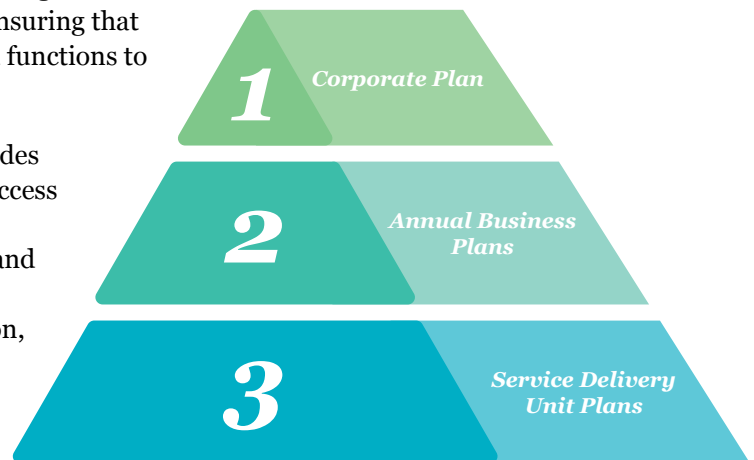 nsuring that
functions to
1
Corporate Plan
des
ccess
2
Annual Business
Plans
and
on,
3
Service Delivery
Unit Plans